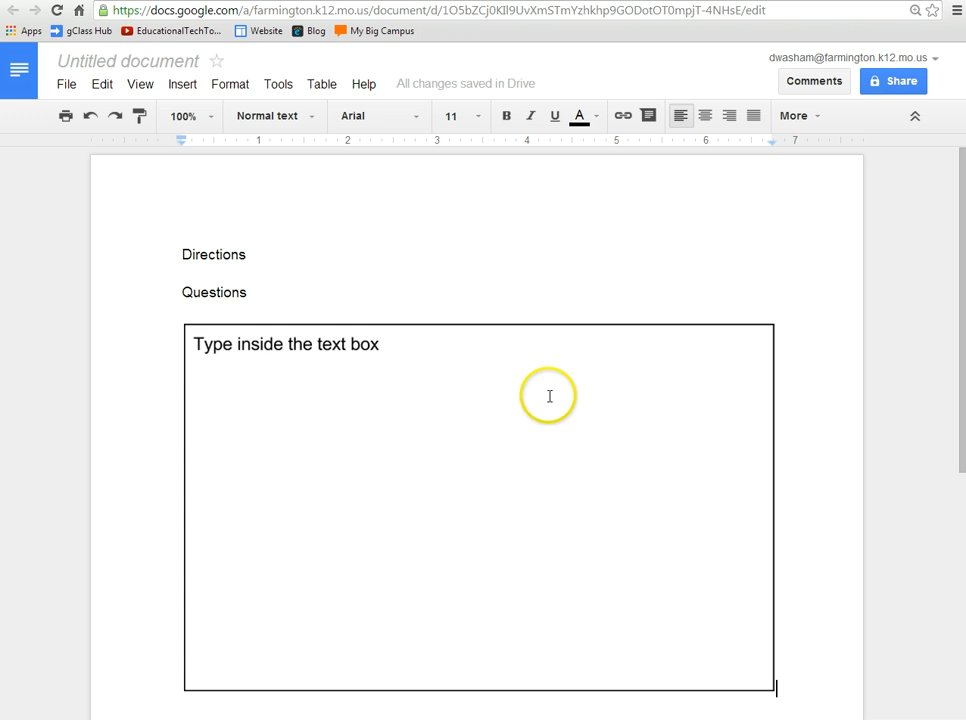 https://docs.google.com/a/farmington.k12.mo.us/document/d/1O5bZCj0KIl9UvXmSTmYzhkhp9GODotOT0mpjT-4NHsE/edit
Apps gClass Hub EducationalTechTo... Website Blog My Big Campus
Untitled document
dwasham@farmington.k12.mo.us
File Edit View Insert Format Tools Table Help All changes saved in Drive
Comments Share
100% Normal text Arial 11 B I U A More
1 2 3 4 5 6 7
Directions
Questions
Type inside the text box